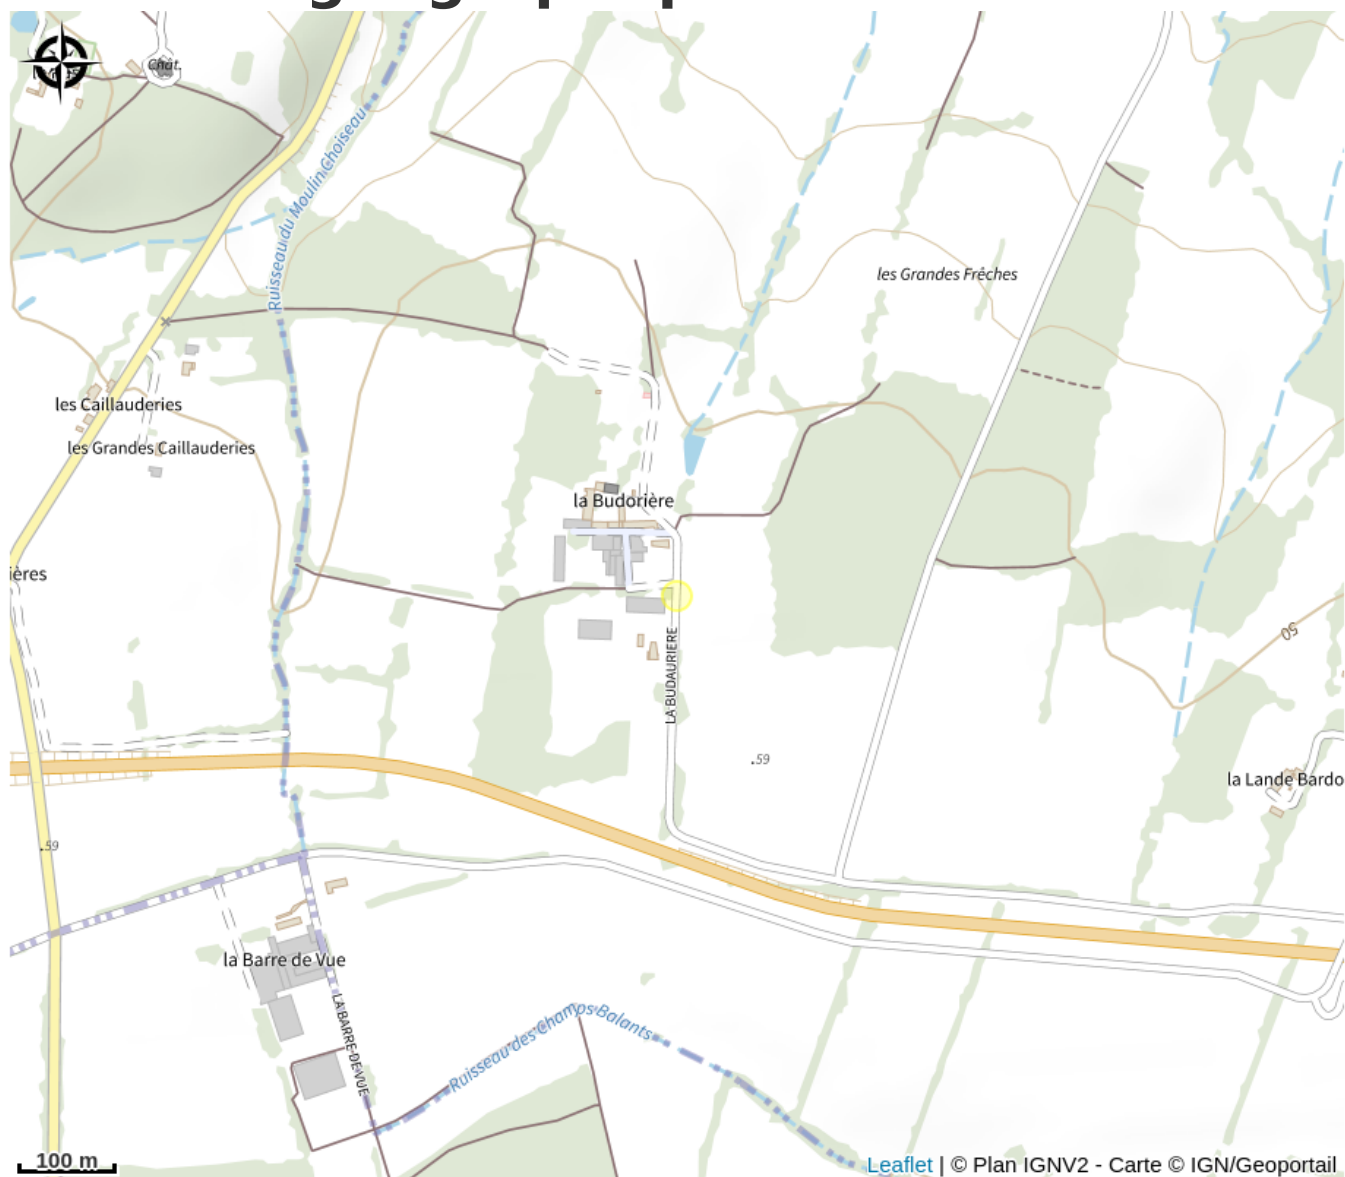 Chât.
Ruisseau du Moulin Choiseau
les Grandes Frêches
les Caillauderies
les Grandes Caillauderies
la Budorière
ières
LA BUDAURIERE
50
.59
la Lande Bardo
.59
la Barre de Vue
LA BARRE DE VUE
Ruisseau des Champs Balants
100 m
Leaflet | © Plan IGNV2 - Carte © IGN/Geoportail